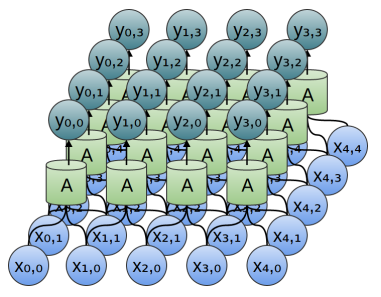 y0,3 y1,3 y2,3 y3,3
y0,2 y1,2 y2,2 y3,2
A
y0,1 y1,1 y2,1 y3,1
A
y0,0 y1,0 y2,0 y3,0
A
x4,4
A A A A
x4,3
A A A A
x4,2
x0,1 x1,1 x2,1 x3,1 x4,1
x0,0 x1,0 x2,0 x3,0 x4,0